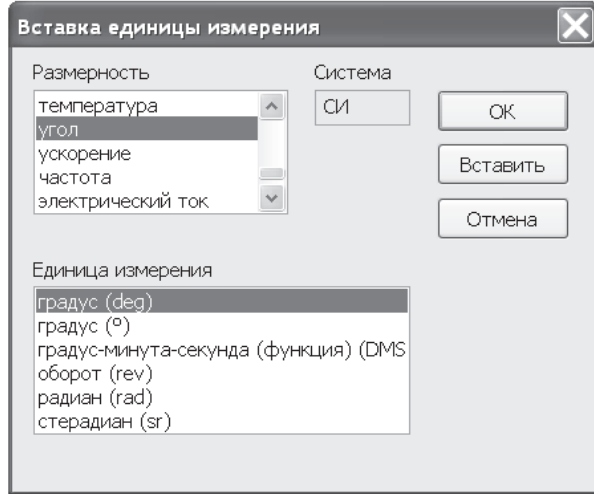 Вставка единицы измерения
Размерность
Система
температура
угол
ускорение
частота
электрический ток
СИ
ОК
Вставить
Отмена
Единица измерения
градус (deg)
градус (º)
градус-минута-секунда (функция) (DMS
оборот (rev)
радиан (rad)
стерадиан (sr)